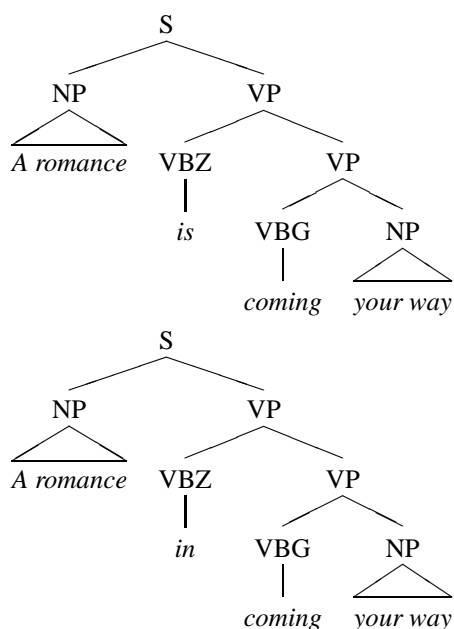 S
NP VP
A romance VBZ VP
is VBG NP
coming your way
S
NP VP
A romance VBZ VP
in VBG NP
coming your way